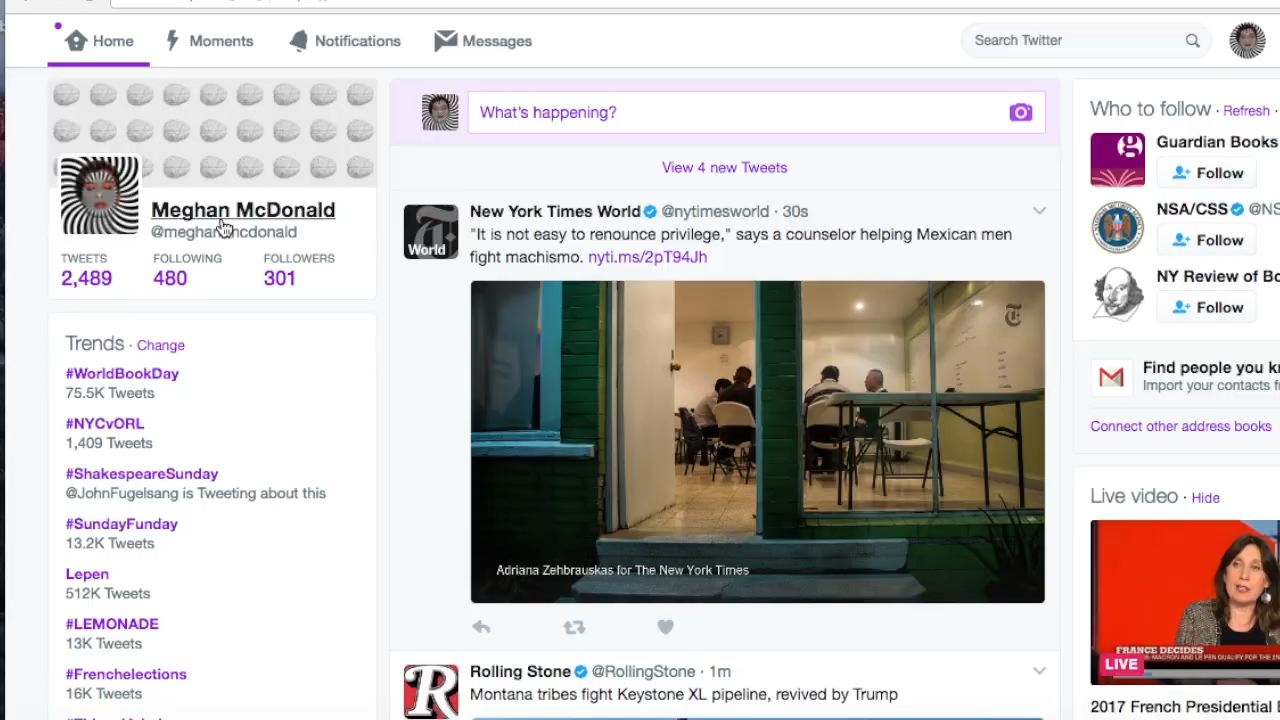 Home
Moments
Notifications
Messages
Search Twitter
Meghan McDonald
TWEETS
FOLLOWING
FOLLOWERS
2,489
480
301
Trends · Change
#WorldBookDay
75.5K Tweets
#NYCvORL
1,409 Tweets
#ShakespeareSunday
@JohnFugelsang is Tweeting about this
#SundayFunday
13.2K Tweets
Lepen
512K Tweets
#LEMONADE
13K Tweets
#Frenchelections
16K Tweets
What's happening?
View 4 new Tweets
World
New York Times World @nytimesworld · 30s
"It is not easy to renounce privilege," says a counselor helping Mexican men
fight machismo. nyti.ms/2pT94Jh
Adriana Zehbrauskas for The New York Times
Rolling Stone @RollingStone · 1m
Montana tribes fight Keystone XL pipeline, revived by Trump
Who to follow · Refresh ·
Guardian Books
Follow
NSA/CSS @NS
Follow
NY Review of Bo
Follow
Find people you k
Import your contacts f
Connect other address books
Live video · Hide
FRANCE DECIDES
LIVE
2017 French Presidential